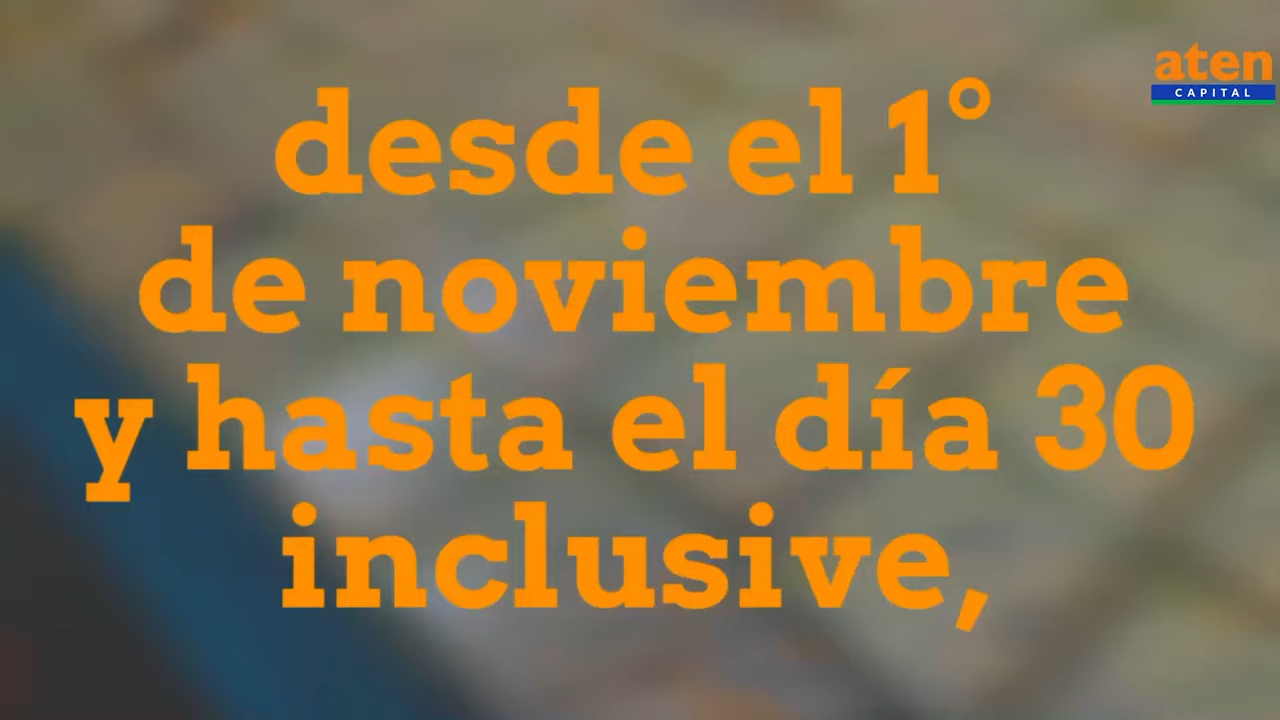 aten
CAPITAL
desde el 1°
de noviembre
y hasta el día 30
inclusive,